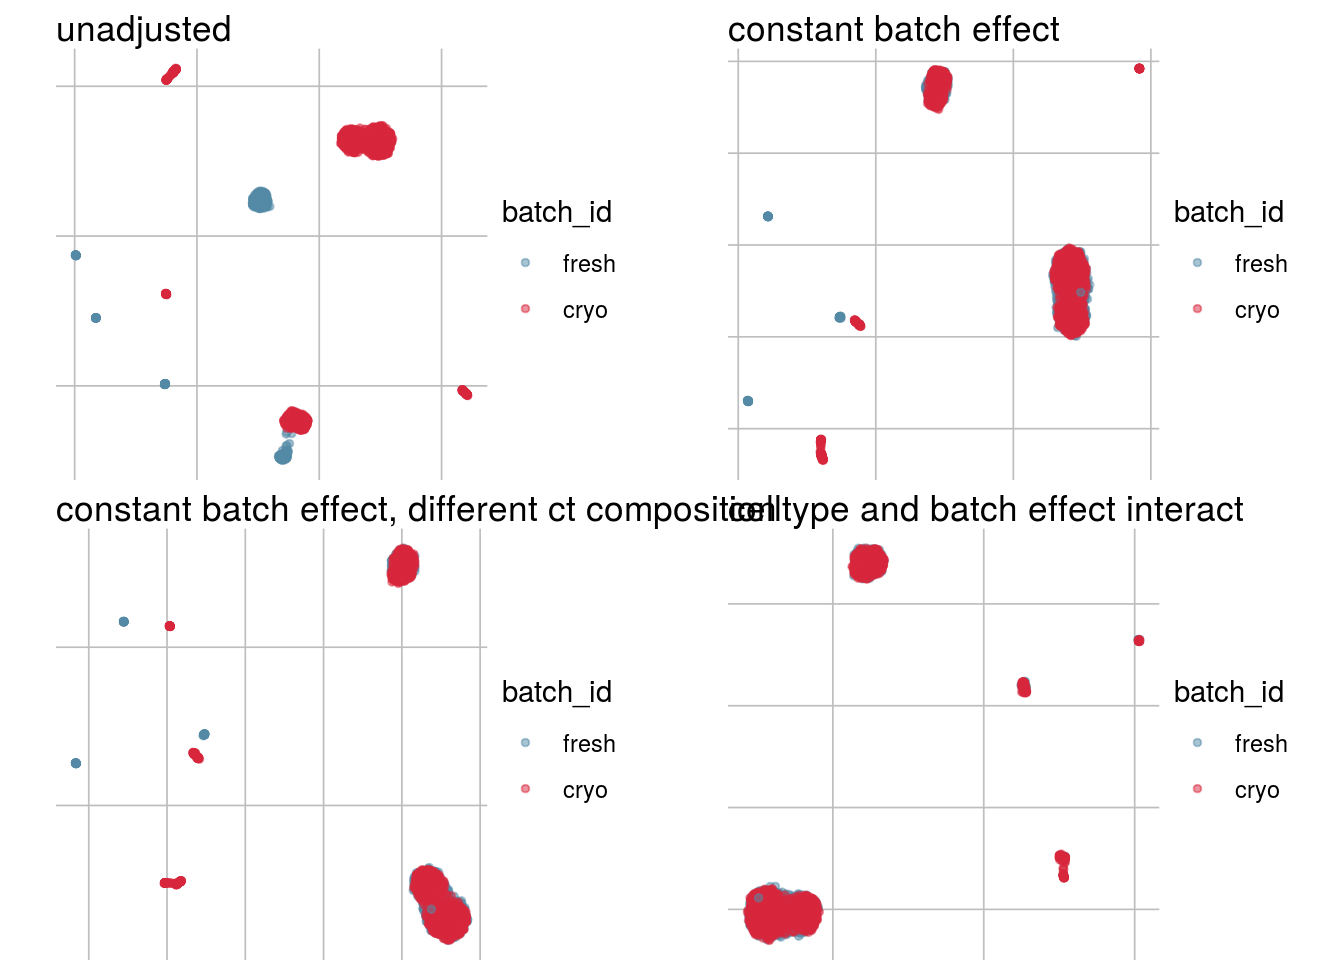 unadjusted
batch_id
fresh
cryo
constant batch effect
batch_id
fresh
cryo
constant batch effect, different ct composition
batch_id
fresh
cryo
celltype and batch effect interact
batch_id
fresh
cryo